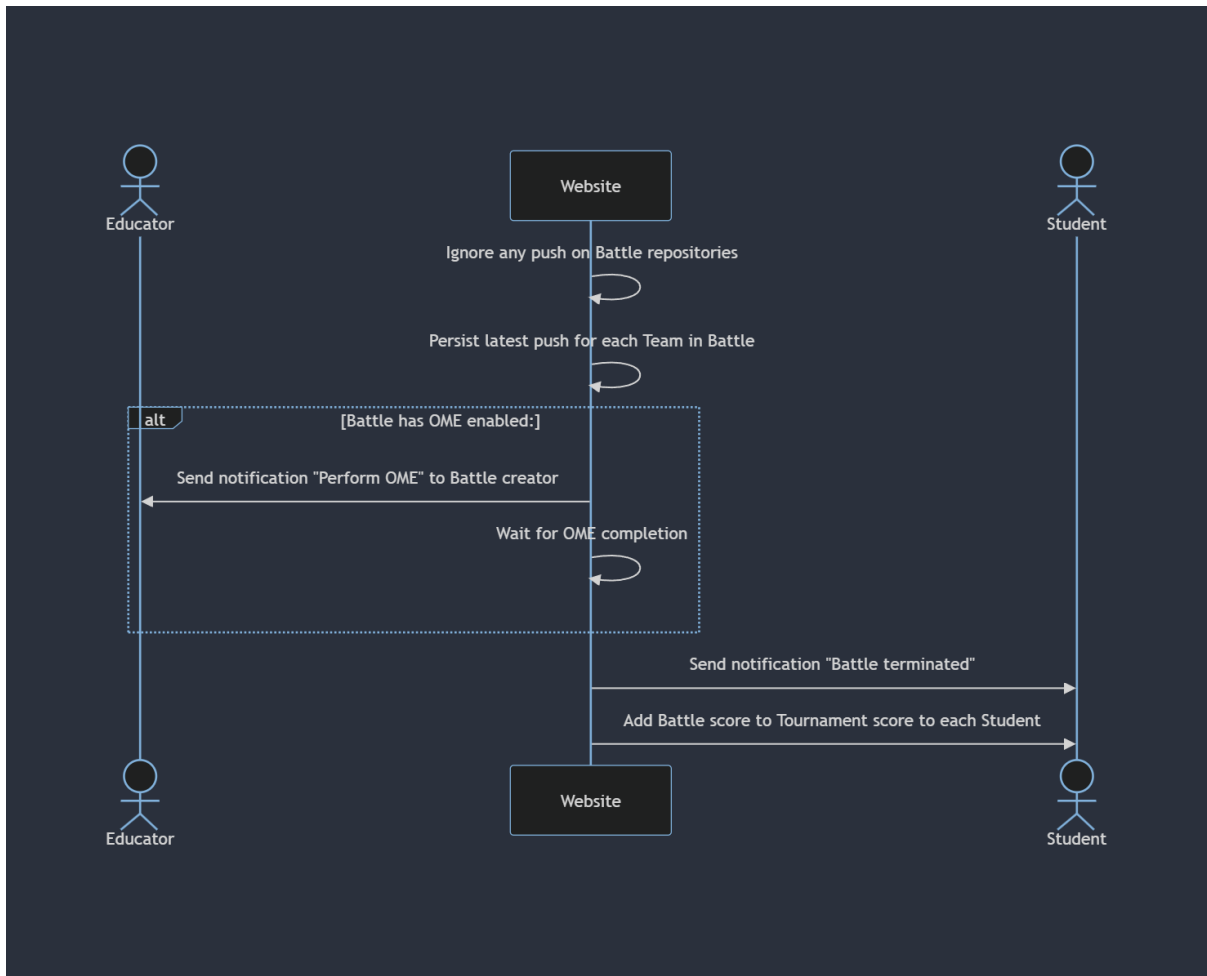 Educator
Website
Student
Ignore any push on Battle repositories
Persist latest push for each Team in Battle
alt
[Battle has OME enabled:]
Send notification "Perform OME" to Battle creator
Wait for OME completion
Send notification "Battle terminated"
Add Battle score to Tournament score to each Student
Educator
Website
Student